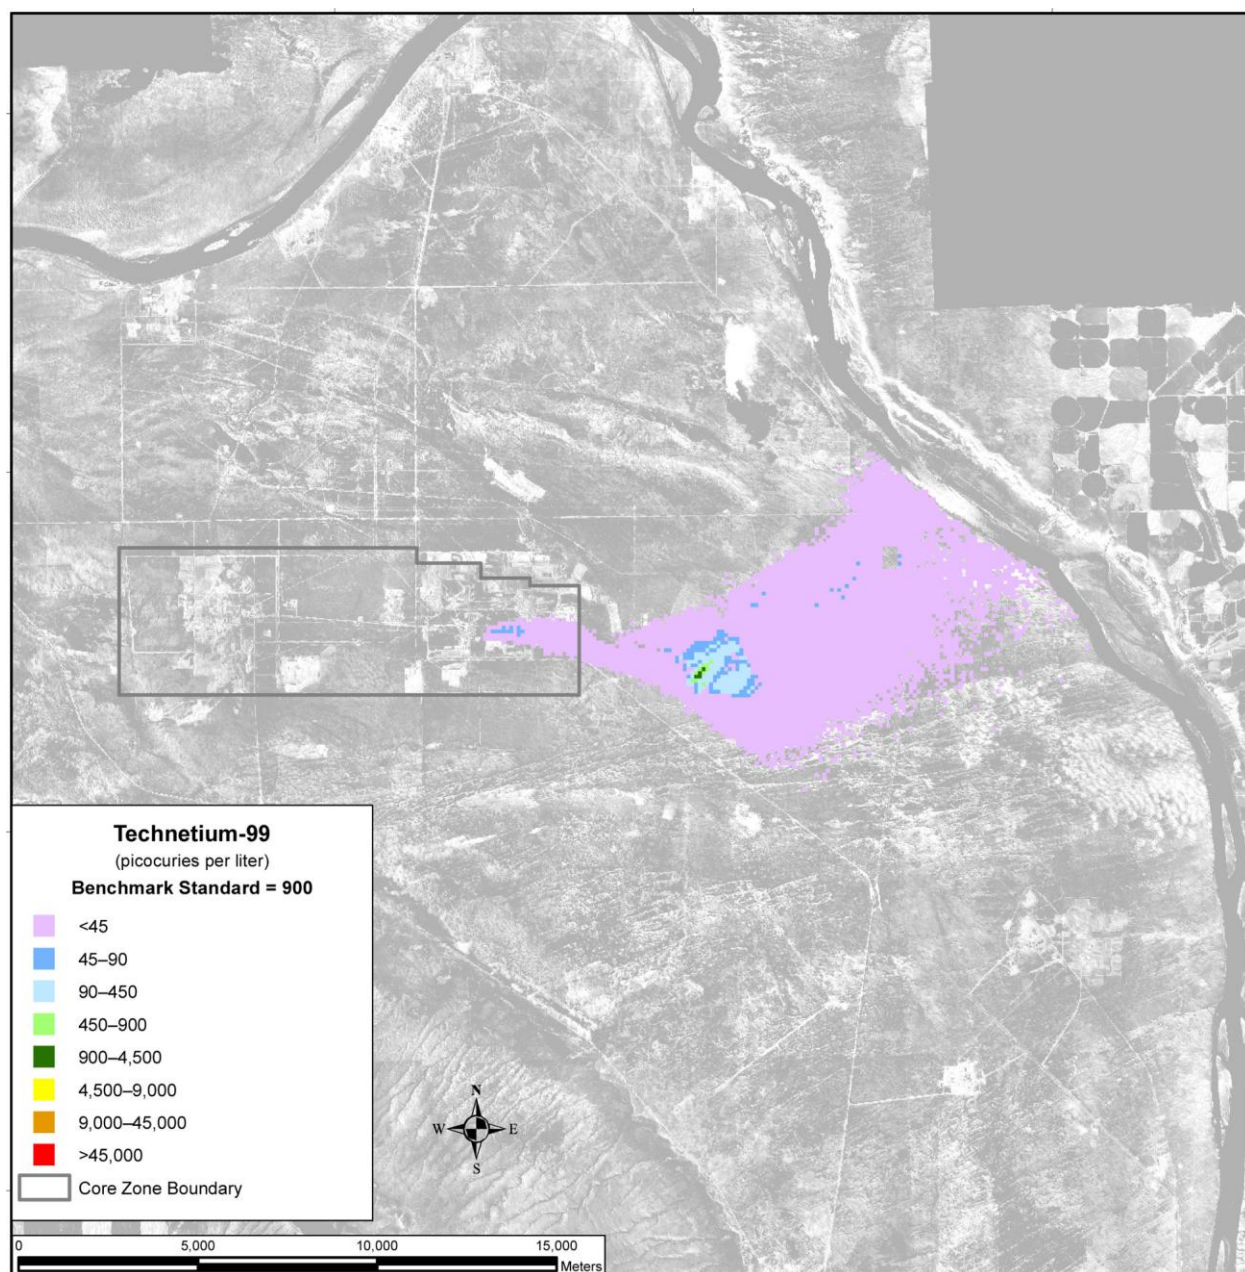 Technetium-99
(picocuries per liter)
Benchmark Standard = 900
<45
45–90
90–450
450–900
900–4,500
4,500–9,000
9,000–45,000
>45,000
Core Zone Boundary
N
W E
S
0 5,000 10,000 15,000
Meters